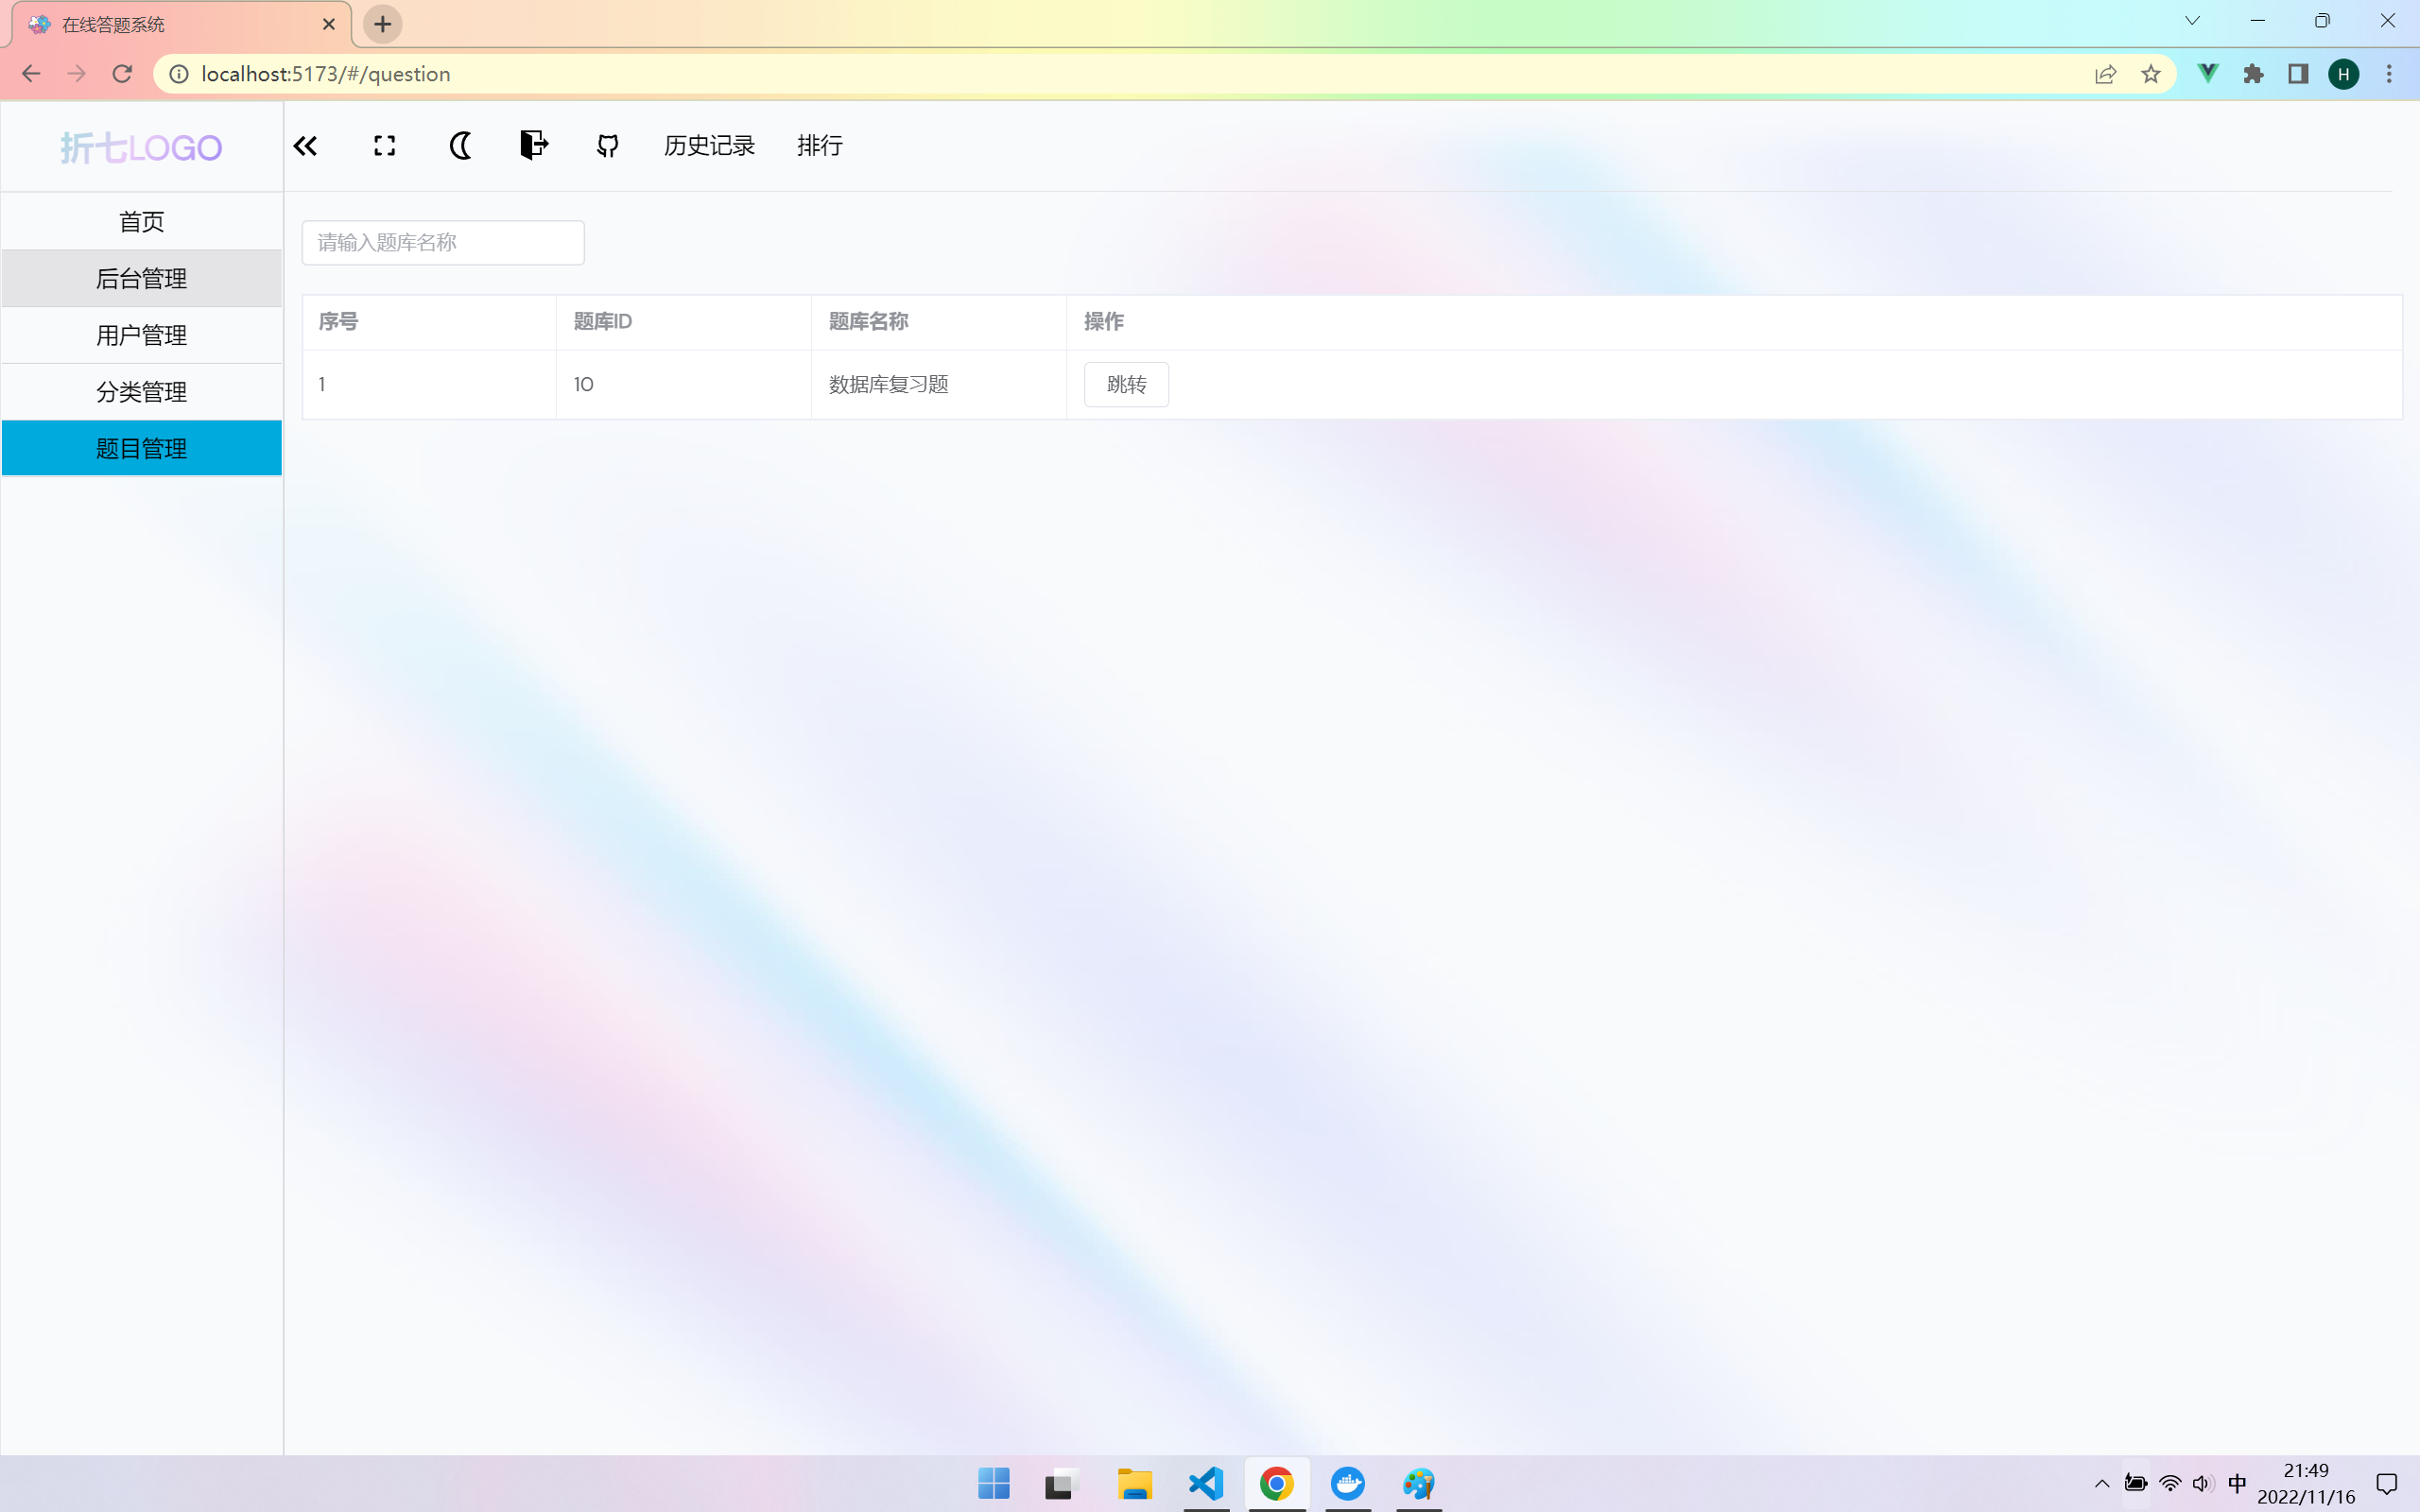 在线答题系统
localhost:5173/#/question
H
折七LOGO
历史记录
排行
首页
后台管理
用户管理
分类管理
题目管理
请输入题库名称
序号 题库ID 题库名称 操作
1 10 数据库复习题 跳转
中
21:49
2022/11/16